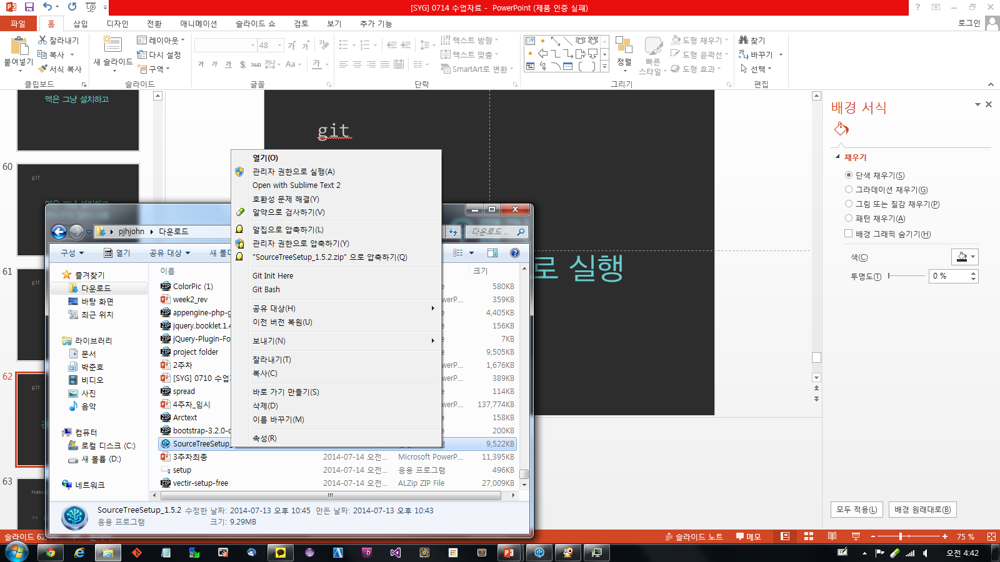 [SYG] 0714 수업자료 - PowerPoint (제품 인증 실패)
파일 홈 삽입 디자인 전환 애니메이션 슬라이드 쇼 검토 보기 추가 기능 로그인
붙여넣기 잘라내기 복사 서식 복사
새 슬라이드 레이아웃 다시 설정 구역
48
가 가 가 S abc 간 Aa 가
텍스트 방향 텍스트 맞춤 SmartArt로 변환
정렬 빠른 스타일 도형 채우기 도형 윤곽선 도형 효과
찾기 바꾸기 선택
클립보드 슬라이드 글꼴 단락 그리기 편집
맥은 그냥 설치하고
60
git
61
git
62
git
63
git
로 실행
배경 서식
채우기
단색 채우기(S)
그라데이션 채우기(G)
그림 또는 질감 채우기(P)
패턴 채우기(A)
배경 그래픽 숨기기(H)
색(C)
투명도(T) 0 %
모두 적용(L) 배경 원래대로(B)
열기(O)
관리자 권한으로 실행(A)
Open with Sublime Text 2
호환성 문제 해결(Y)
알약으로 검사하기(V)
알집으로 압축하기(L)
관리자 권한으로 압축하기(Y)
"SourceTreeSetup_1.5.2.zip" 으로 압축하기(Q)
Git Init Here
Git Bash
공유 대상(H)
이전 버전 복원(U)
보내기(N)
잘라내기(T)
복사(C)
바로 가기 만들기(S)
삭제(D)
이름 바꾸기(M)
속성(R)
pjhjohn 다운로드
다운로드 ...
구성 열기 공유 대상 새 폴더
즐겨찾기
다운로드
바탕 화면
최근 위치
라이브러리
문서
박준호
비디오
사진
음악
컴퓨터
로컬 디스크 (C:)
새 볼륨 (D:)
네트워크
이름 크기
ColorPic (1) 580KB
week2_rev werP... 359KB
appengine-php-g 4,405KB
jquery.booklet.1.4 156KB
jQuery-Plugin-Fo 7KB
project folder 9,505KB
2주차 werP... 1,676KB
[SYG] 0710 수업자 werP... 389KB
spread 114KB
4주차_임시 werP... 137,774KB
Arctext 158KB
bootstrap-3.2.0-d 200KB
SourceTreeSetup_ 9,522KB
3주차최종 2014-07-14 오전... Microsoft PowerP... 11,395KB
setup 2014-07-14 오전... 응용 프로그램 496KB
vectir-setup-free 2014-07-14 오전... ALZip ZIP File 27,009KB
SourceTreeSetup_1.5.2 수정한 날짜: 2014-07-13 오후 10:45 만든 날짜: 2014-07-13 오후 10:43
응용 프로그램 크기: 9.29MB
슬라이드 62 슬라이드 노트 메모 75 %
오전 4:42